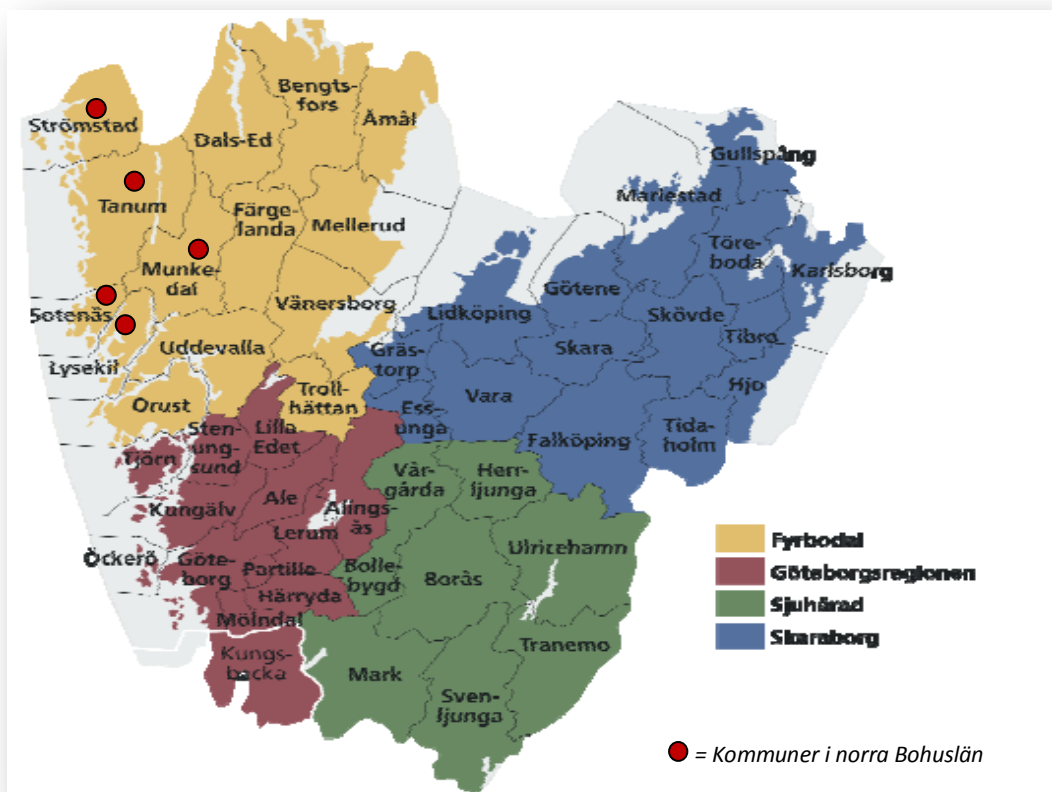 Bengts-
fors
Åmål
Strömstad
Dals-Ed
Gullspång
Mariestad
Tanum
Färge-
landa
Mellerud
Töre-
boda
Karlsborg
Munke-
dal
Götene
Vänersborg
Sotenäs
Lidköping
Skövde
Tibro
Uddevalla
Gräs-
torp
Skara
Lysekil
Hjo
Troll-
hättan
Vara
Orust
Ess-
unga
Tida-
holm
Sten-
ung-
sund
Lilla
Edet
Falköping
Tjörn
Vår-
gårda
Herr-
ljunga
Ale
Kungälv
Alings-
ås
Lerum
Ulricehamn
Öckerö
Göte-
borg
Partille
Bolle-
bygd
Borås
Härryda
Mölndal
Tranemo
Kungs-
backa
Mark
Sven-
ljunga
Fyrbodal
Göteborgsregionen
Sjuhärad
Skaraborg
= Kommuner i norra Bohuslän